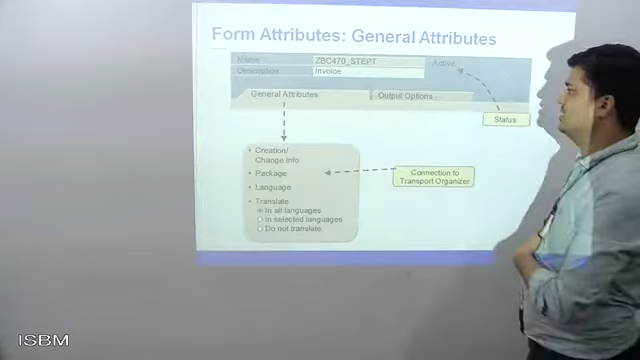 Form Attributes: General Attributes
Name ZBC470_STEPT Active
Description Invoice
General Attributes Output Options
Status
• Creation/
Change info
• Package
Connection to
Transport Organizer
• Language
• Translate
In all languages
In selected languages
Do not translate
ISBM